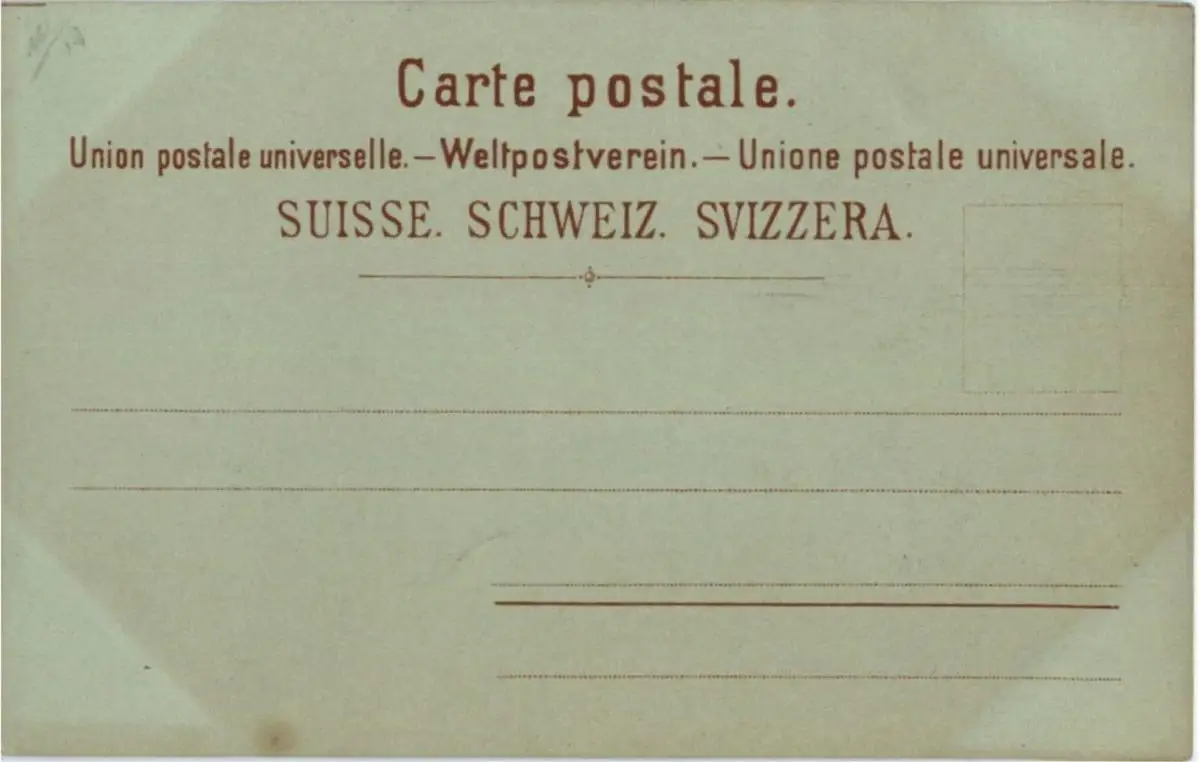 Carte postale.
Union postale universelle.—Weltpostverein.—Unione postale universale.
SUISSE. SCHWEIZ. SVIZZERA.